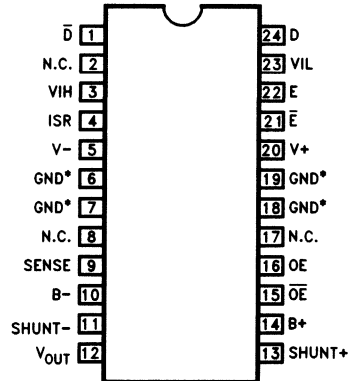 D̅ 1 24 D
N.C. 2 23 VIL
VIH 3 22 E
ISR 4 21 E̅
V- 5 20 V+
GND* 6 19 GND*
GND* 7 18 GND*
N.C. 8 17 N.C.
SENSE 9 16 OE
B- 10 15 O̅E̅
SHUNT- 11 14 B+
VOUT 12 13 SHUNT+